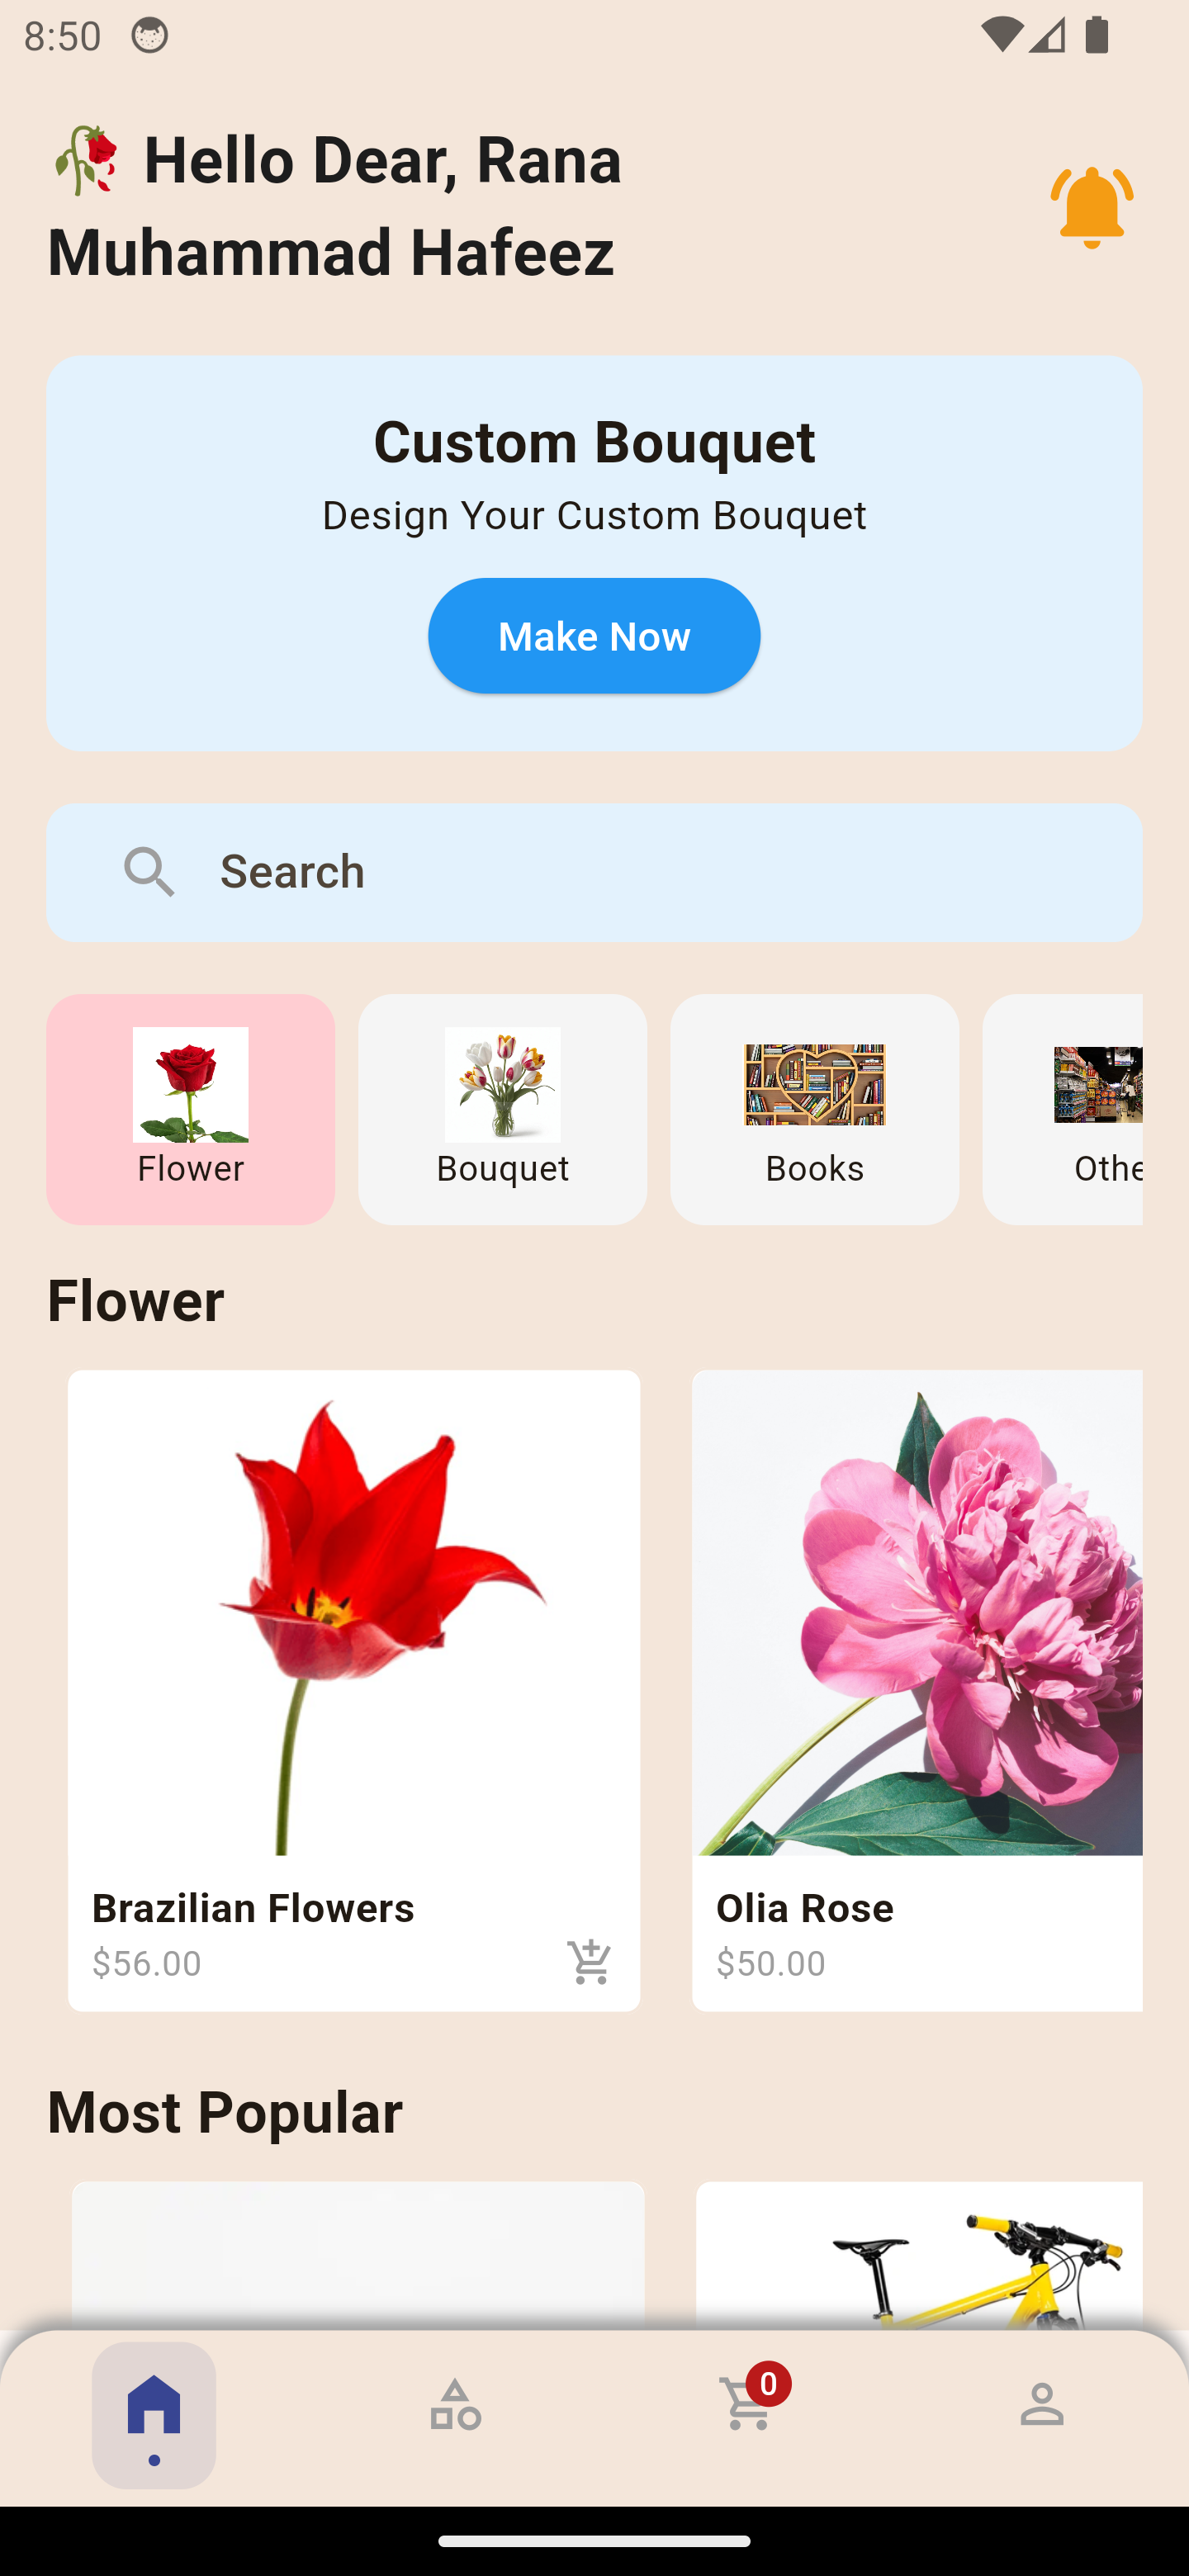 8:50
🥀 Hello Dear, Rana
Muhammad Hafeez
Custom Bouquet
Design Your Custom Bouquet
Make Now
Search
Flower Bouquet Books Othe
Flower
Brazilian Flowers Olia Rose
$56.00 $50.00
Most Popular
0